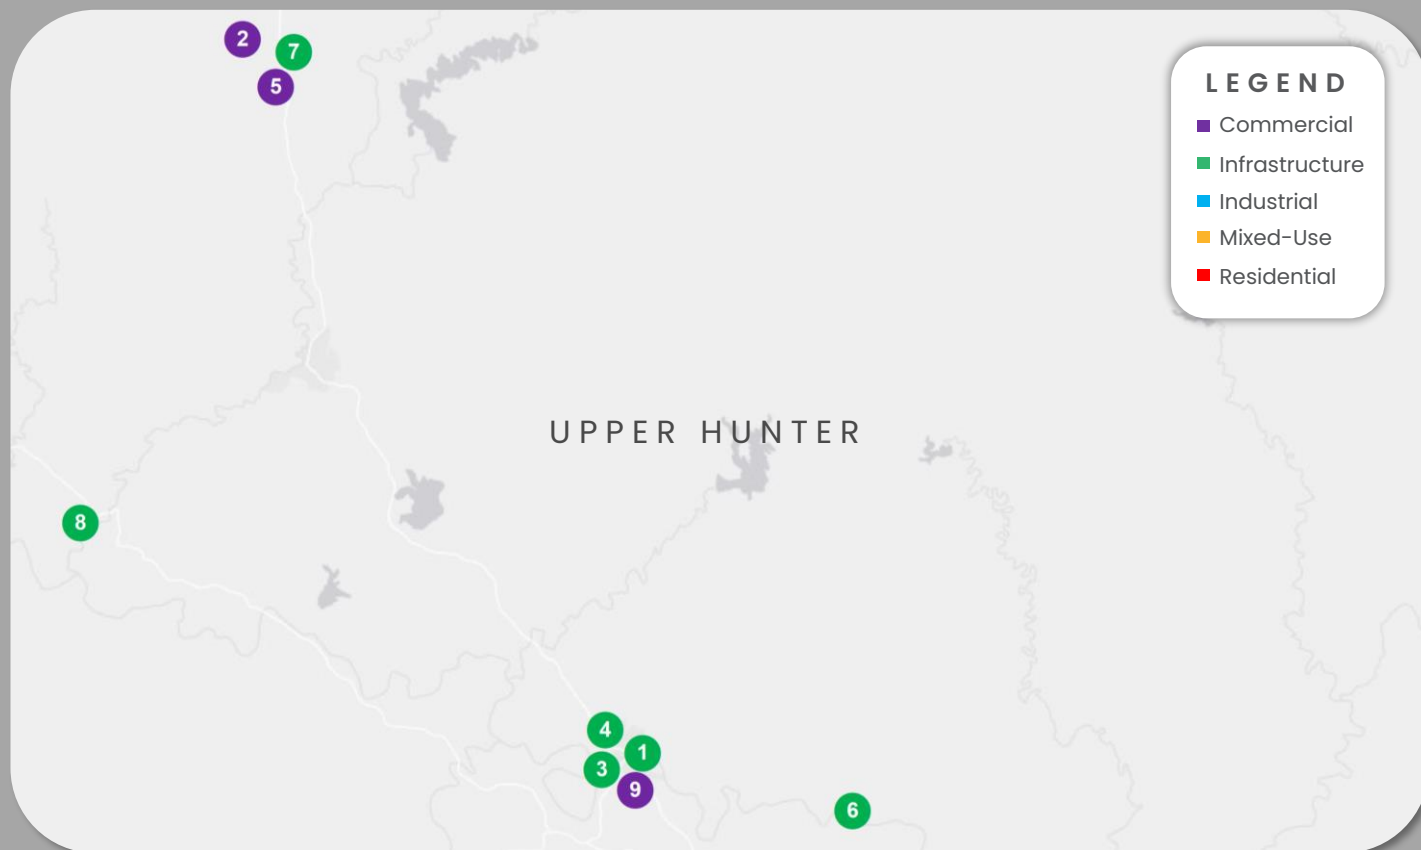 2
7
5
LEGEND
Commercial
Infrastructure
Industrial
Mixed-Use
Residential
UPPER HUNTER
8
4
1
3
9
6